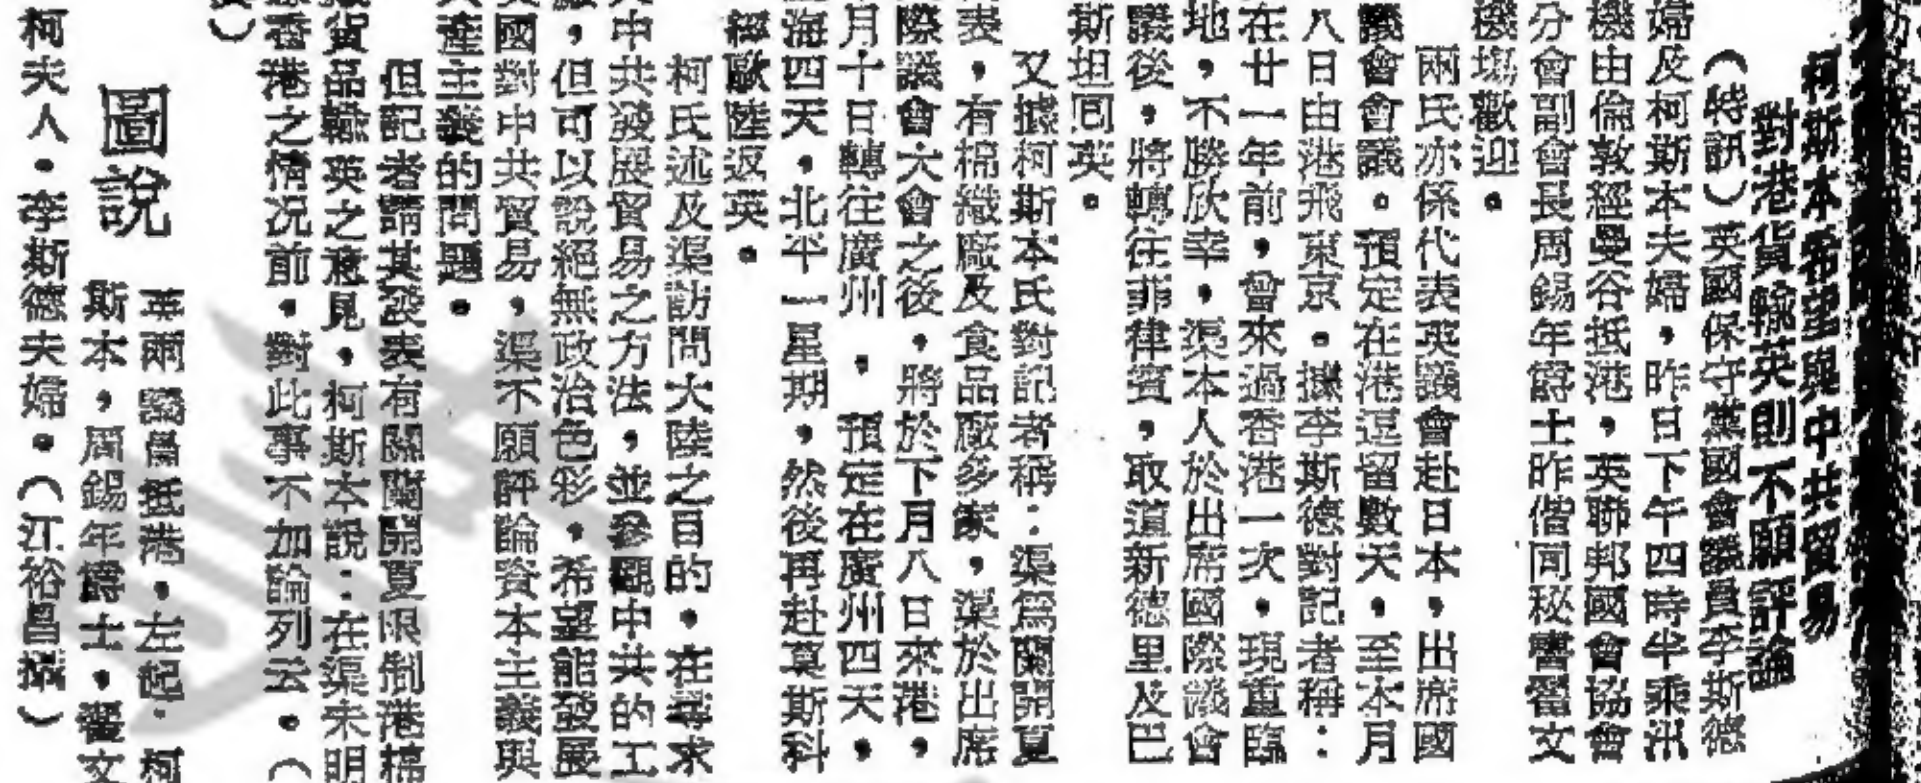 柯斯本希望與中共貿易
對港貨輸英則不願評論
（特訊）英國保守黨國會議員李斯德
婦及柯斯本夫婦，昨日下午四時半乘汎
機由倫敦經曼谷抵港，英聯邦國會協會
分會副會長周錫年爵士昨偕同秘書翟文
機塲歡迎。
兩氏亦係代表英議會赴日本，出席國
議會會議。預定在港逗留數天，至本月
八日由港飛東京。據李斯德對記者稱：
在廿一年前，曾來過香港一次，現重臨
地，不勝欣幸，渠本人於出席國際議會
議後，將轉往菲律賓，取道新德里及巴
斯坦囘英。
又據柯斯本氏對記者稱：渠爲蘭開夏
表，有棉織廠及食品廠多家，渠於出席
際議會大會之後，將於下月八日來港，
月十日轉往廣州，預定在廣州四天，
海四天，北平一星期，然後再赴莫斯科
經歐陸返英。
柯氏述及渠訪問大陸之目的，在尋求
中共發展貿易之方法，並參觀中共的工
，但可以說絕無政治色彩，希望能發展
國對中共貿易，渠不願評論資本主義與
產主義的問題。
但記者請其發表有關蘭開夏限制港棉
貨品輸英之意見，柯斯本說：在渠未明
香港之情况前，對此事不加論列云。（
）
圖說
英兩議員抵港，左起：柯
斯本，周錫年爵士，翟文
柯夫人，李斯德夫婦。（江裕昌攝）